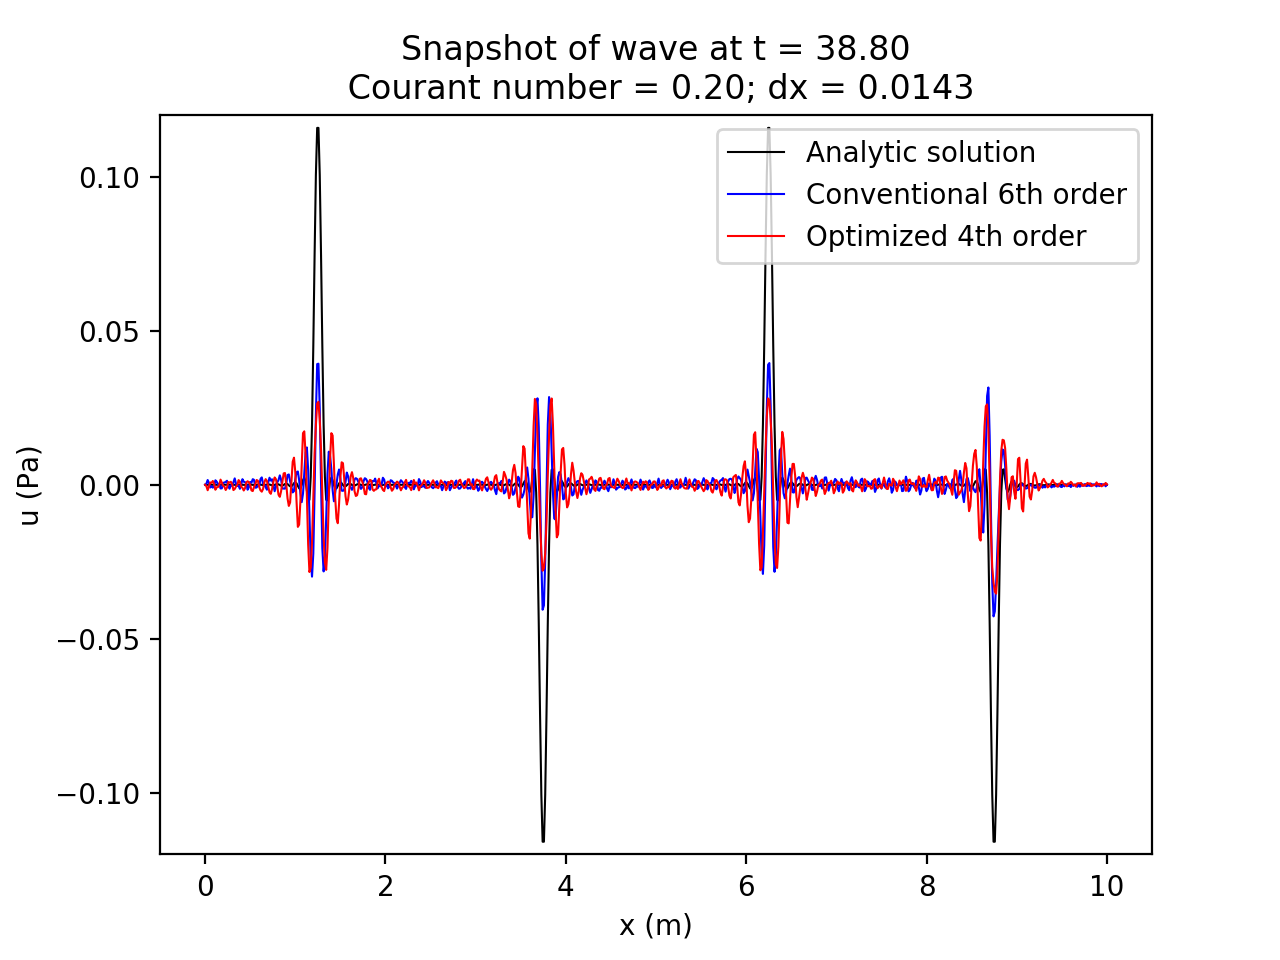 Snapshot of wave at t = 38.80
Courant number = 0.20; dx = 0.0143
Analytic solution
Conventional 6th order
Optimized 4th order
0.10
0.05
0.00
−0.05
−0.10
u (Pa)
0 2 4 6 8 10
x (m)